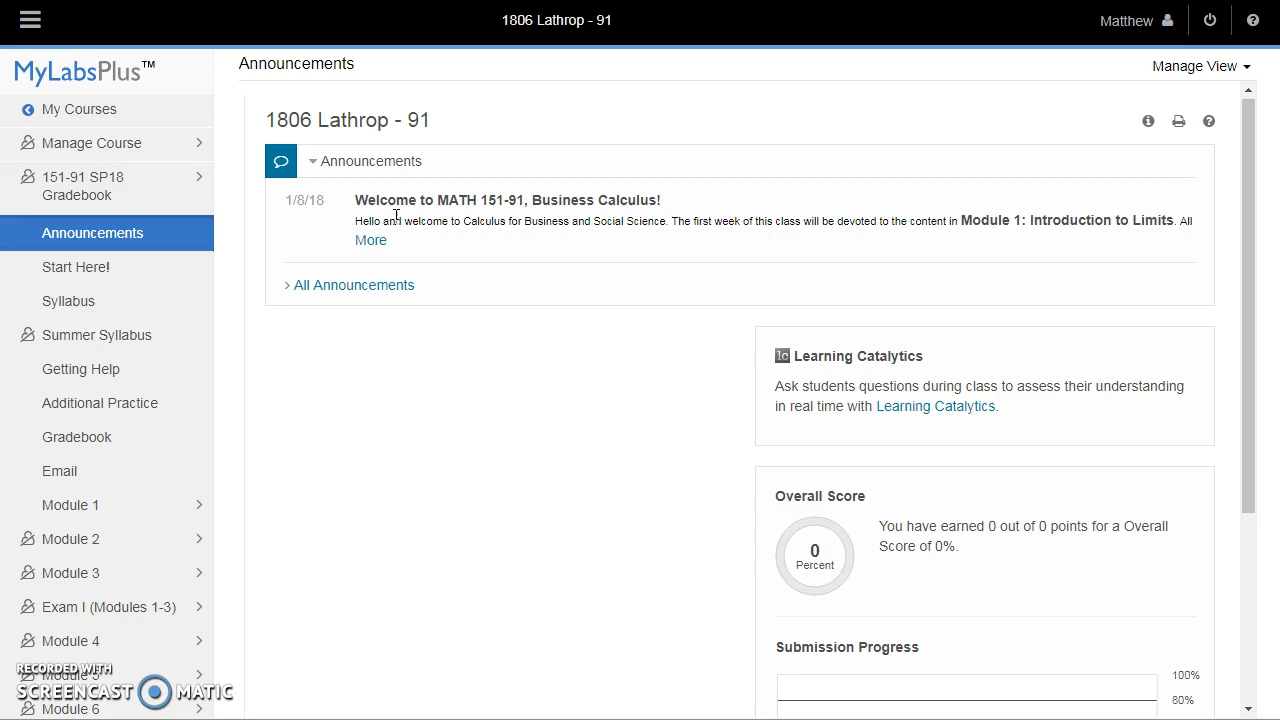 1806 Lathrop - 91
Matthew
MyLabsPlus™
My Courses
Manage Course
151-91 SP18
Gradebook
Announcements
Start Here!
Syllabus
Summer Syllabus
Getting Help
Additional Practice
Gradebook
Email
Module 1
Module 2
Module 3
Exam I (Modules 1-3)
Module 4
Module 5
Module 6
RECORDED WITH
SCREENCAST MATIC
Announcements
Manage View
1806 Lathrop - 91
Announcements
1/8/18
Welcome to MATH 151-91, Business Calculus!
Hello and welcome to Calculus for Business and Social Science. The first week of this class will be devoted to the content in Module 1: Introduction to Limits. All
More
All Announcements
lc Learning Catalytics
Ask students questions during class to assess their understanding
in real time with Learning Catalytics.
Overall Score
0
Percent
You have earned 0 out of 0 points for a Overall
Score of 0%.
Submission Progress
100%
80%